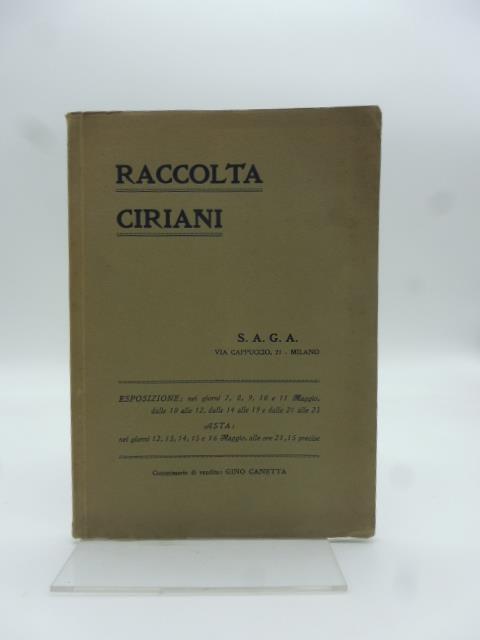 RACCOLTA
CIRIANI
S. A. G. A.
VIA CAPPUCCIO, 21 - MILANO
ESPOSIZIONE: nei giorni 7, 8, 9, 10 e 11 Maggio,
dalle 10 alle 12, dalle 14 alle 19 e dalle 21 alle 23
ASTA:
nei giorni 12, 13, 14, 15 e 16 Maggio, alle ore 21,15 precise
Commissario di vendita: GINO CANETTA